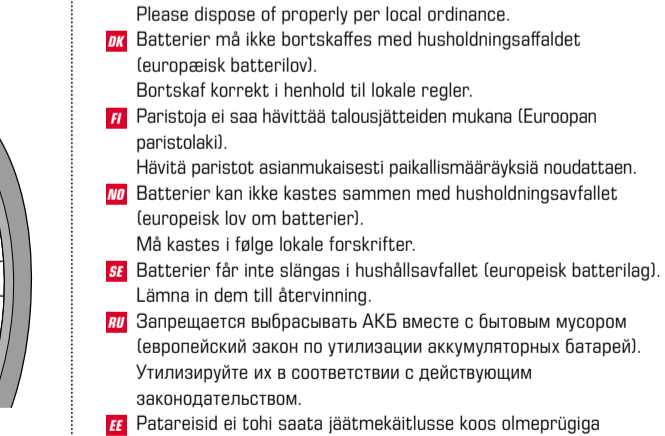 Please dispose of properly per local ordinance.
DK Batterier må ikke bortskaffes med husholdningsaffaldet
(europæisk batterilov).
Bortskaf korrekt i henhold til lokale regler.
FI Paristoja ei saa hävittää talousjätteiden mukana (Euroopan
paristolaki).
Hävitä paristot asianmukaisesti paikallismääräyksiä noudattaen.
NO Batterier kan ikke kastes sammen med husholdningsavfallet
(europeisk lov om batterier).
Må kastes i følge lokale forskrifter.
SE Batterier får inte slängas i hushållsavfallet (europeisk batterilag).
Lämna in dem till återvinning.
RU Запрещается выбрасывать АКБ вместе с бытовым мусором
(европейский закон по утилизации аккумуляторных батарей).
Утилизируйте их в соответствии с действующим
законодательством.
EE Patareisid ei tohi saata jäätmekäitlusse koos olmeprügiga